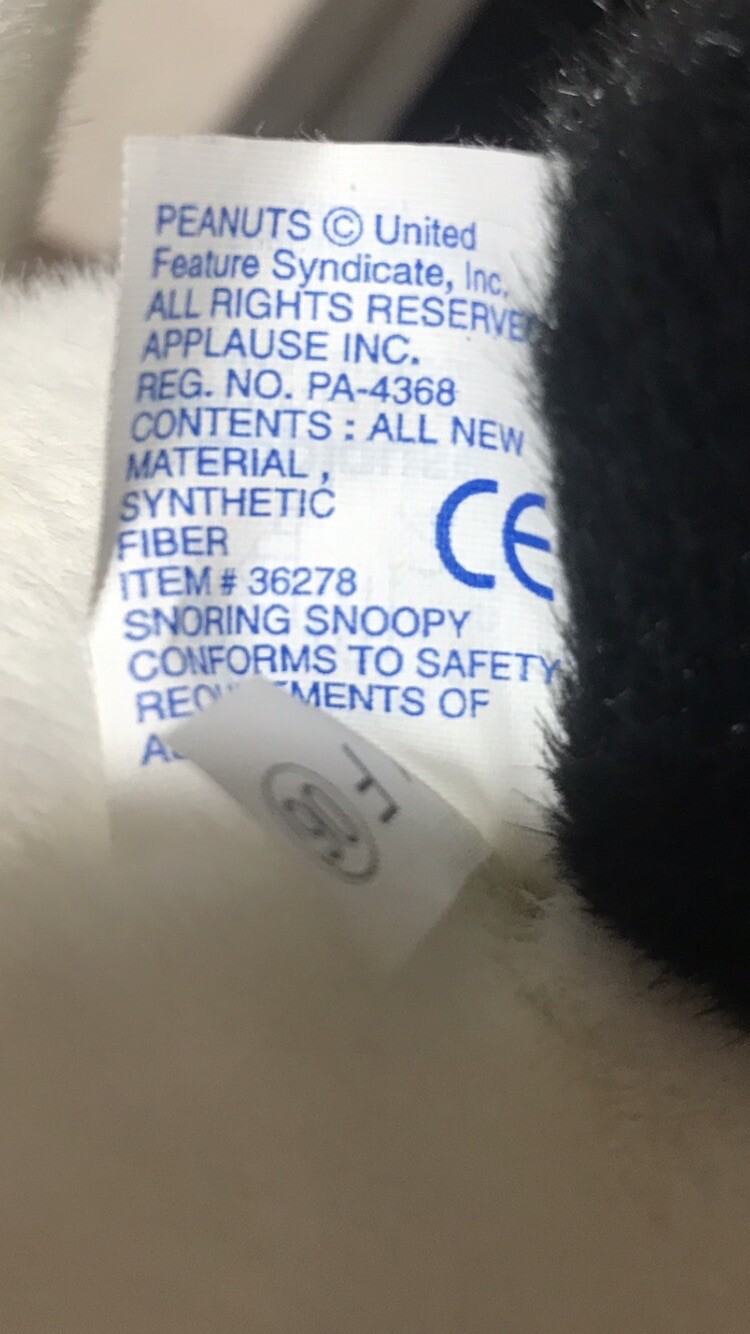 PEANUTS © United
Feature Syndicate, Inc.
ALL RIGHTS RESERVED
APPLAUSE INC.
REG. NO. PA-4368
CONTENTS : ALL NEW
MATERIAL ,
SYNTHETIC
FIBER
CE
ITEM # 36278
SNORING SNOOPY
CONFORMS TO SAFETY
OF